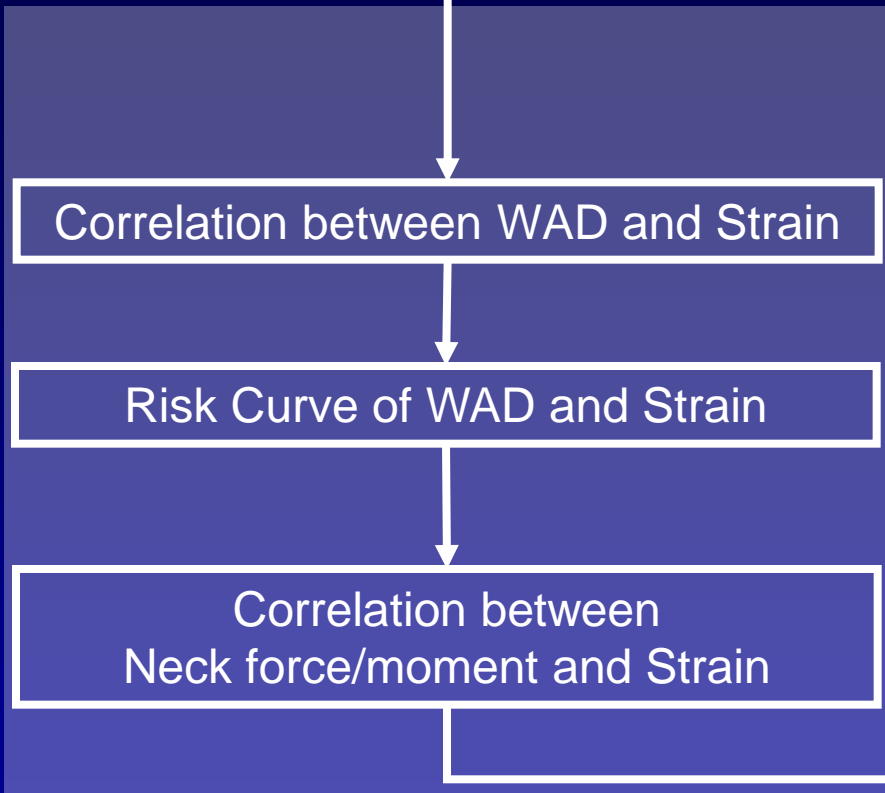 Correlation between WAD and Strain
Risk Curve of WAD and Strain
Correlation between
Neck force/moment and Strain